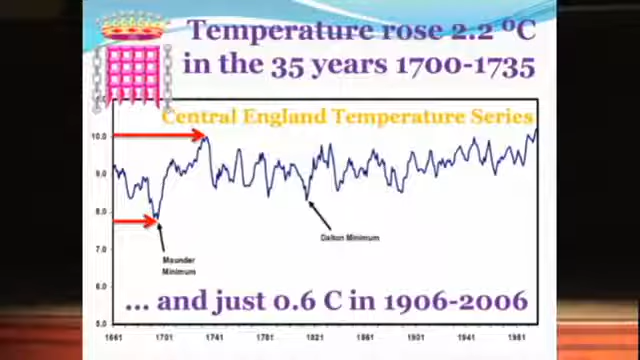 Temperature rose 2.2 ºC
in the 35 years 1700-1735
Central England Temperature Series
10.0
9.0
8.0
7.0
6.0
5.0
Maunder
Minimum
Dalton Minimum
... and just 0.6 C in 1906-2006
1661
1701
1741
1781
1821
1861
1901
1941
1981